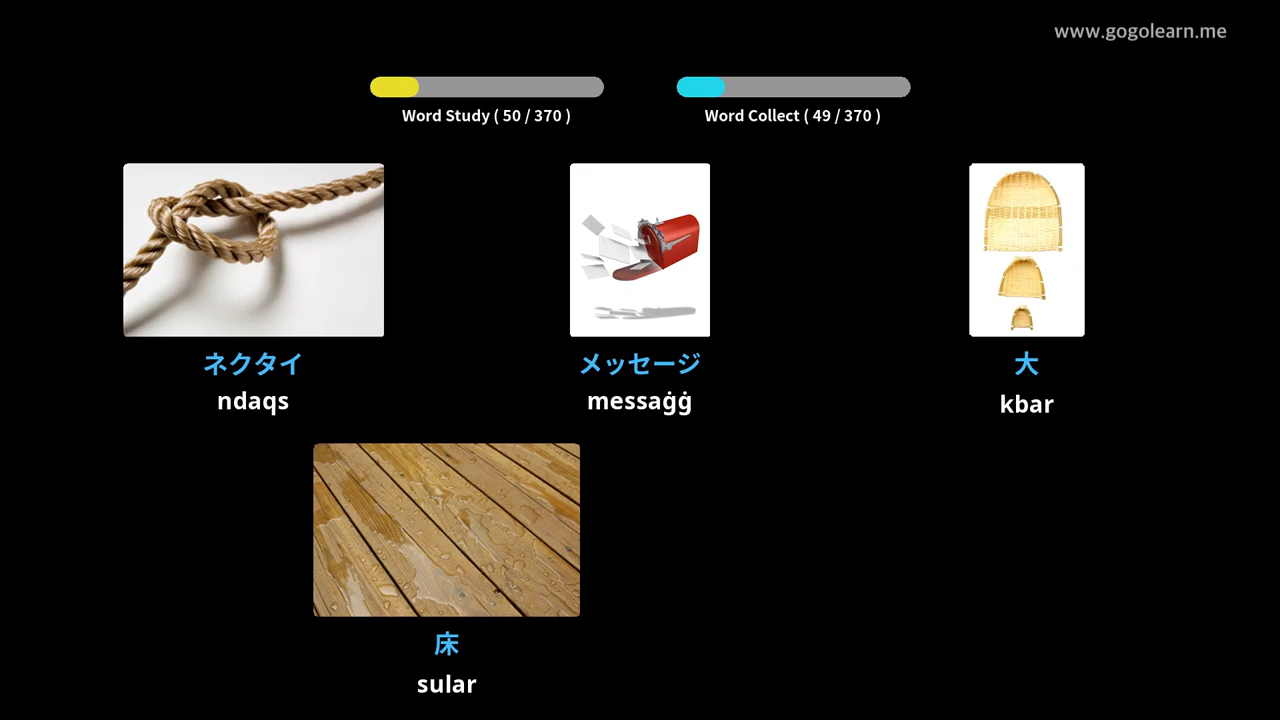 www.gogolearn.me
Word Study ( 50 / 370 )
Word Collect ( 49 / 370 )
ネクタイ
ndaqs
メッセージ
messaġġ
大
kbar
床
sular